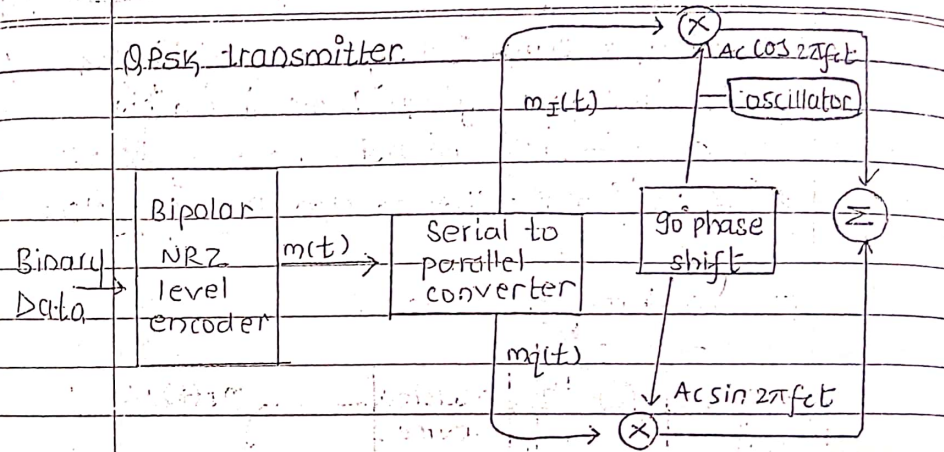 QPSK transmitter.
×
Ac cos 2πfct
mI(t)
oscillator
Bipolar
NRZ
level
encoder
m(t)
Serial to
parallel
converter
90° phase
shift
Σ
Binary
Data
mq(t)
Ac sin 2πfct
×